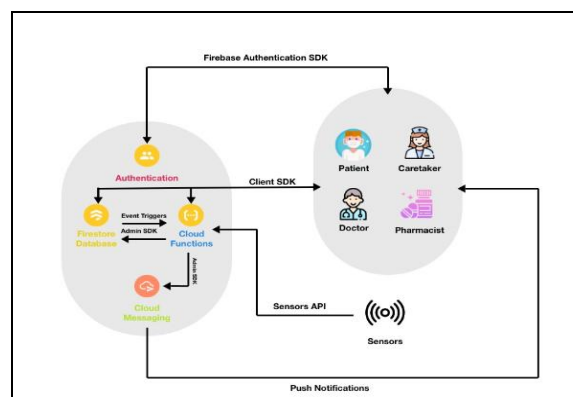 Firebase Authentication SDK
Authentication
Patient
Caretaker
Client SDK
Doctor
Pharmacist
Firestore
Database
Event Triggers
Admin SDK
Cloud
Functions
Admin SDK
Cloud
Messaging
Sensors API
Sensors
Push Notifications